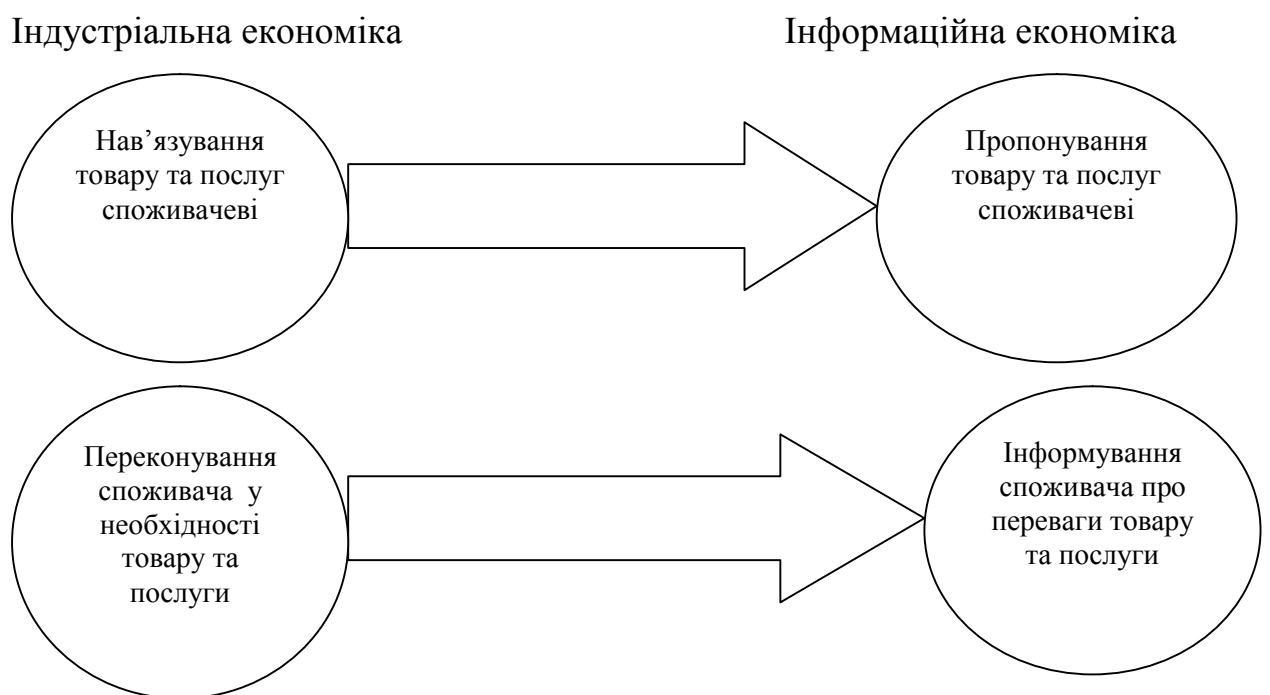 Індустріальна економіка
Інформаційна економіка
Нав’язування
товару та послуг
споживачеві
Пропонування
товару та послуг
споживачеві
Переконування
споживача у
необхідності
товару та
послуги
Інформування
споживача про
переваги товару
та послуги